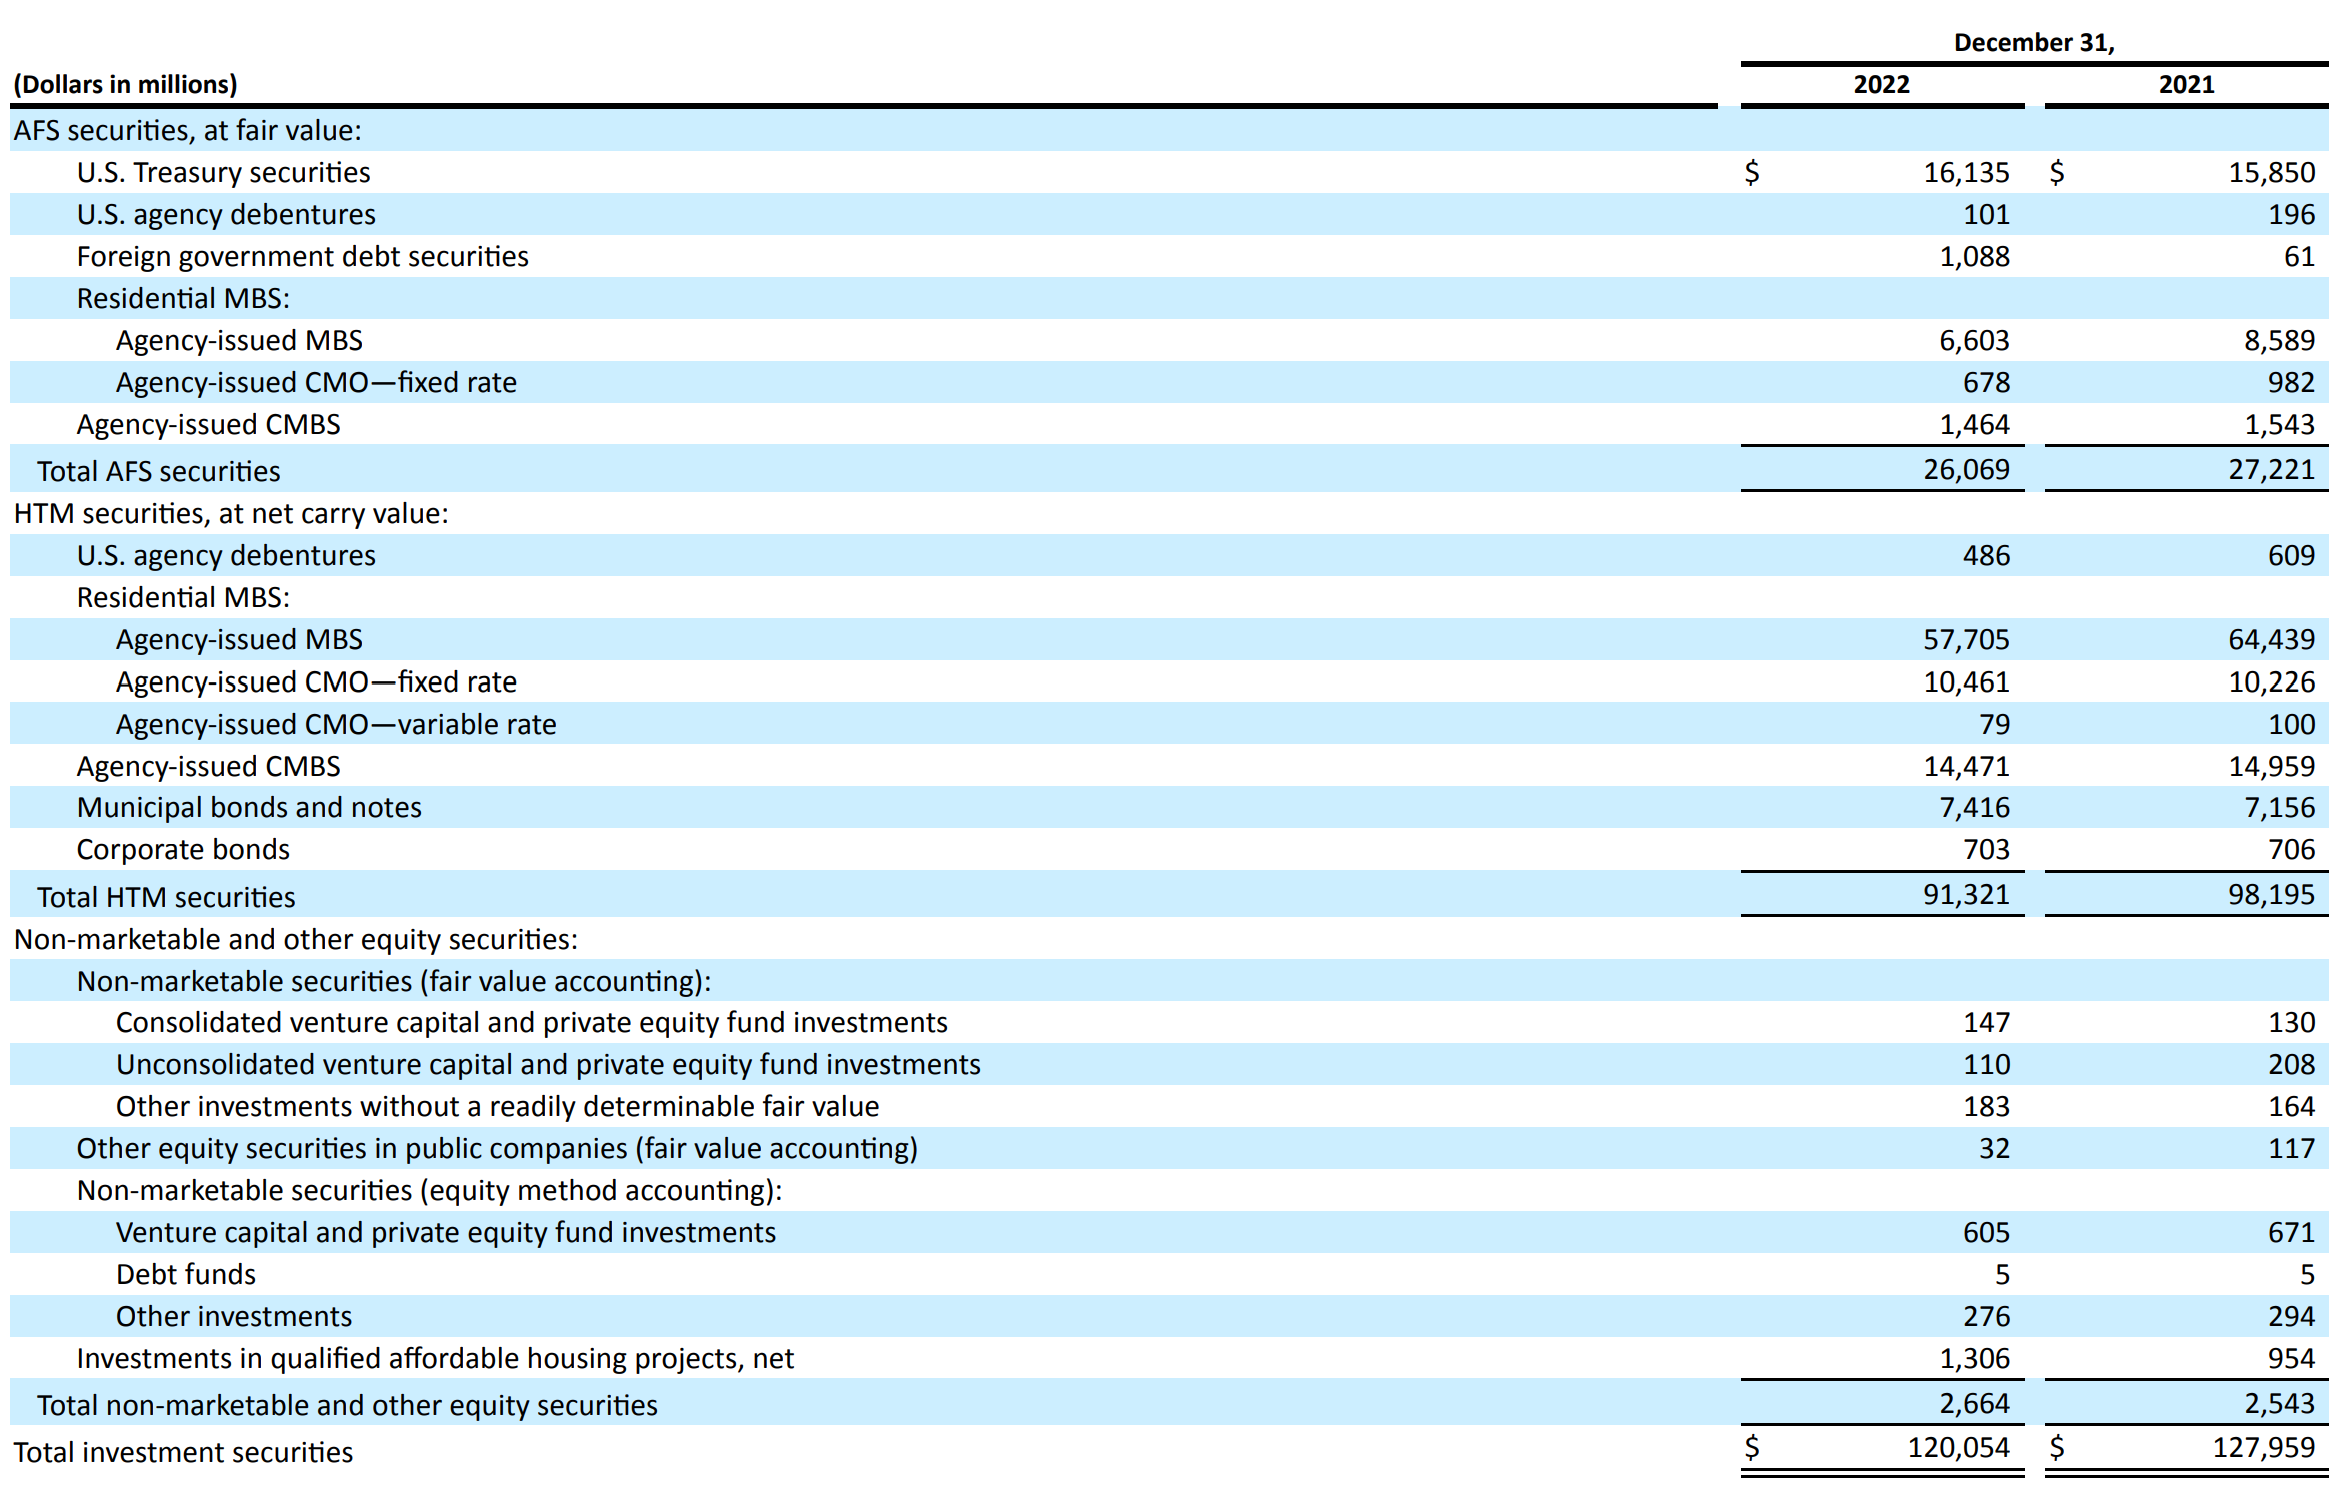 December 31,
(Dollars in millions) 2022 2021
AFS securities, at fair value:
U.S. Treasury securities $ 16,135 $ 15,850
U.S. agency debentures 101 196
Foreign government debt securities 1,088 61
Residential MBS:
Agency-issued MBS 6,603 8,589
Agency-issued CMO—fixed rate 678 982
Agency-issued CMBS 1,464 1,543
Total AFS securities 26,069 27,221
HTM securities, at net carry value:
U.S. agency debentures 486 609
Residential MBS:
Agency-issued MBS 57,705 64,439
Agency-issued CMO—fixed rate 10,461 10,226
Agency-issued CMO—variable rate 79 100
Agency-issued CMBS 14,471 14,959
Municipal bonds and notes 7,416 7,156
Corporate bonds 703 706
Total HTM securities 91,321 98,195
Non-marketable and other equity securities:
Non-marketable securities (fair value accounting):
Consolidated venture capital and private equity fund investments 147 130
Unconsolidated venture capital and private equity fund investments 110 208
Other investments without a readily determinable fair value 183 164
Other equity securities in public companies (fair value accounting) 32 117
Non-marketable securities (equity method accounting):
Venture capital and private equity fund investments 605 671
Debt funds 5 5
Other investments 276 294
Investments in qualified affordable housing projects, net 1,306 954
Total non-marketable and other equity securities 2,664 2,543
Total investment securities $ 120,054 $ 127,959